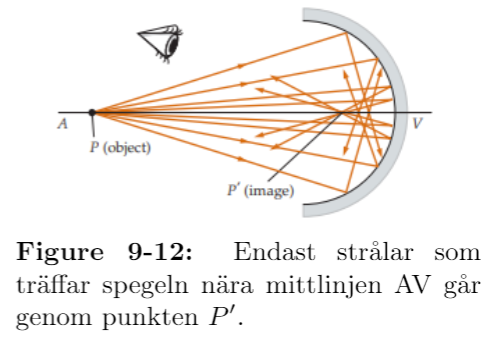 A
P (object)
V
P′ (image)
Figure 9-12: Endast strålar som
träffar spegeln nära mittlinjen AV går
genom punkten P′.